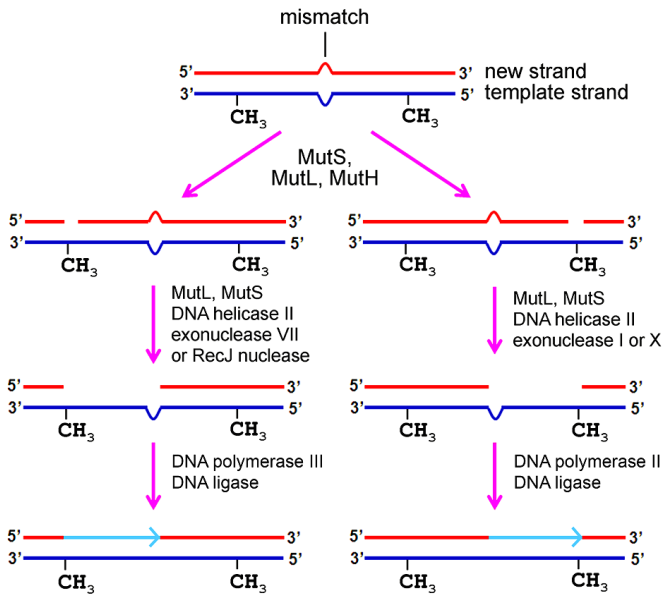 mismatch
5’ 3’ new strand
3’ 5’ template strand
CH3 CH3
MutS,
MutL, MutH
5’ 3’ 5’ 3’
3’ 5’ 3’ 5’
CH3 CH3 CH3 CH3
MutL, MutS
DNA helicase II
exonuclease VII
or RecJ nuclease
MutL, MutS
DNA helicase II
exonuclease I or X
5’ 3’ 5’ 3’
3’ 5’ 3’ 5’
CH3 CH3 CH3 CH3
DNA polymerase III
DNA ligase
DNA polymerase II
DNA ligase
5’ 3’ 5’ 3’
3’ 5’ 3’ 5’
CH3 CH3 CH3 CH3